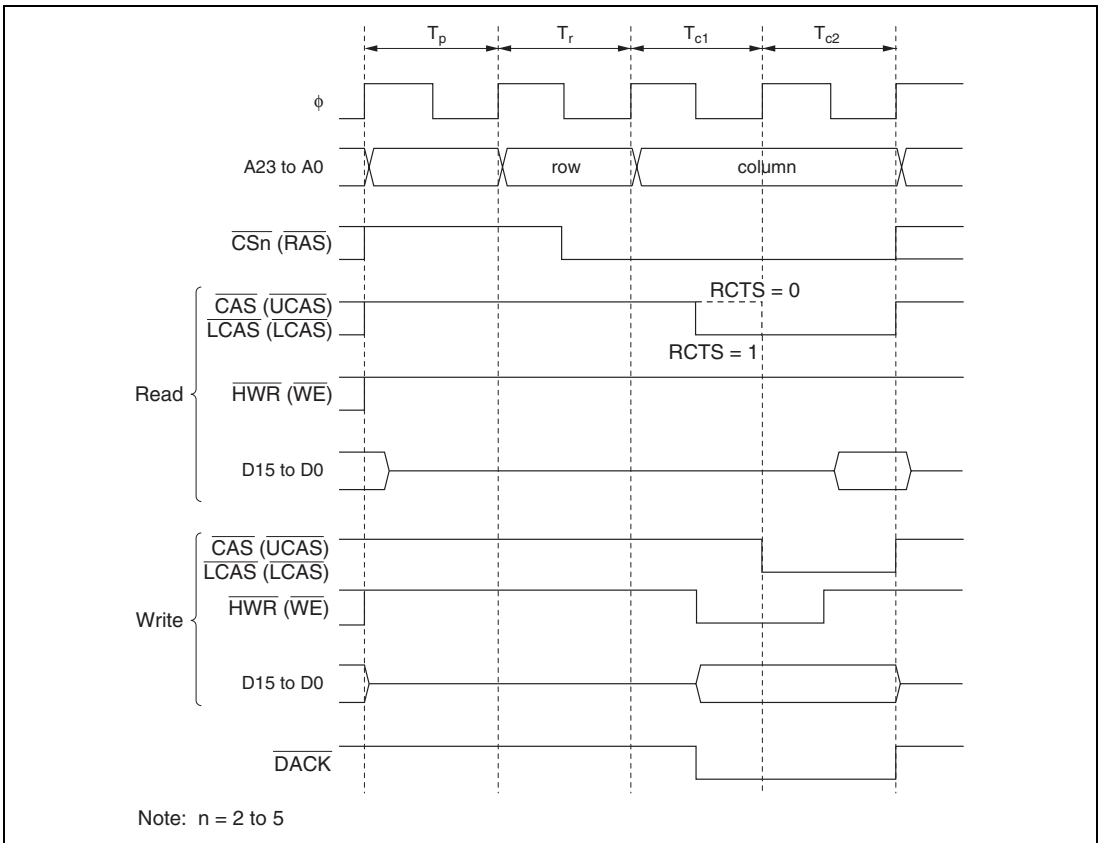 Tp Tr Tc1 Tc2
ϕ
A23 to A0 row column
CSn (RAS)
RCTS = 0
CAS (UCAS)
LCAS (LCAS)
RCTS = 1
Read HWR (WE)
D15 to D0
CAS (UCAS)
LCAS (LCAS)
HWR (WE)
Write
D15 to D0
DACK
Note: n = 2 to 5